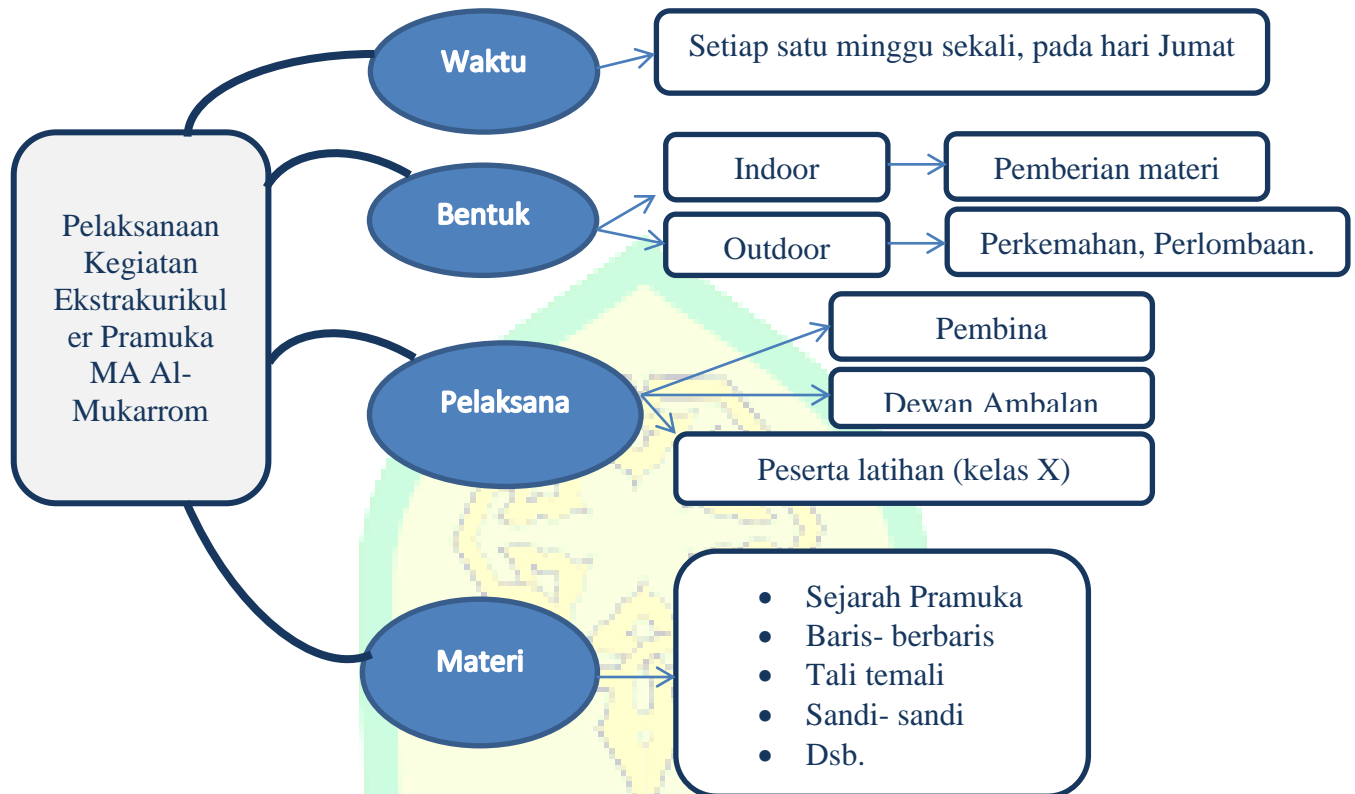 Pelaksanaan
Kegiatan
Ekstrakurikul
er Pramuka
MA Al-
Mukarrom
Waktu
Setiap satu minggu sekali, pada hari Jumat
Bentuk
Indoor
Pemberian materi
Outdoor
Perkemahan, Perlombaan.
Pelaksana
Pembina
Dewan Ambalan
Peserta latihan (kelas X)
Materi
• Sejarah Pramuka
• Baris- berbaris
• Tali temali
• Sandi- sandi
• Dsb.